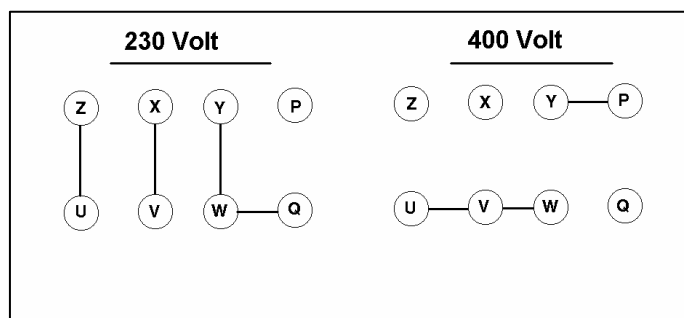 230 Volt 400 Volt
Z X Y P Z X Y P
U V W Q U V W Q